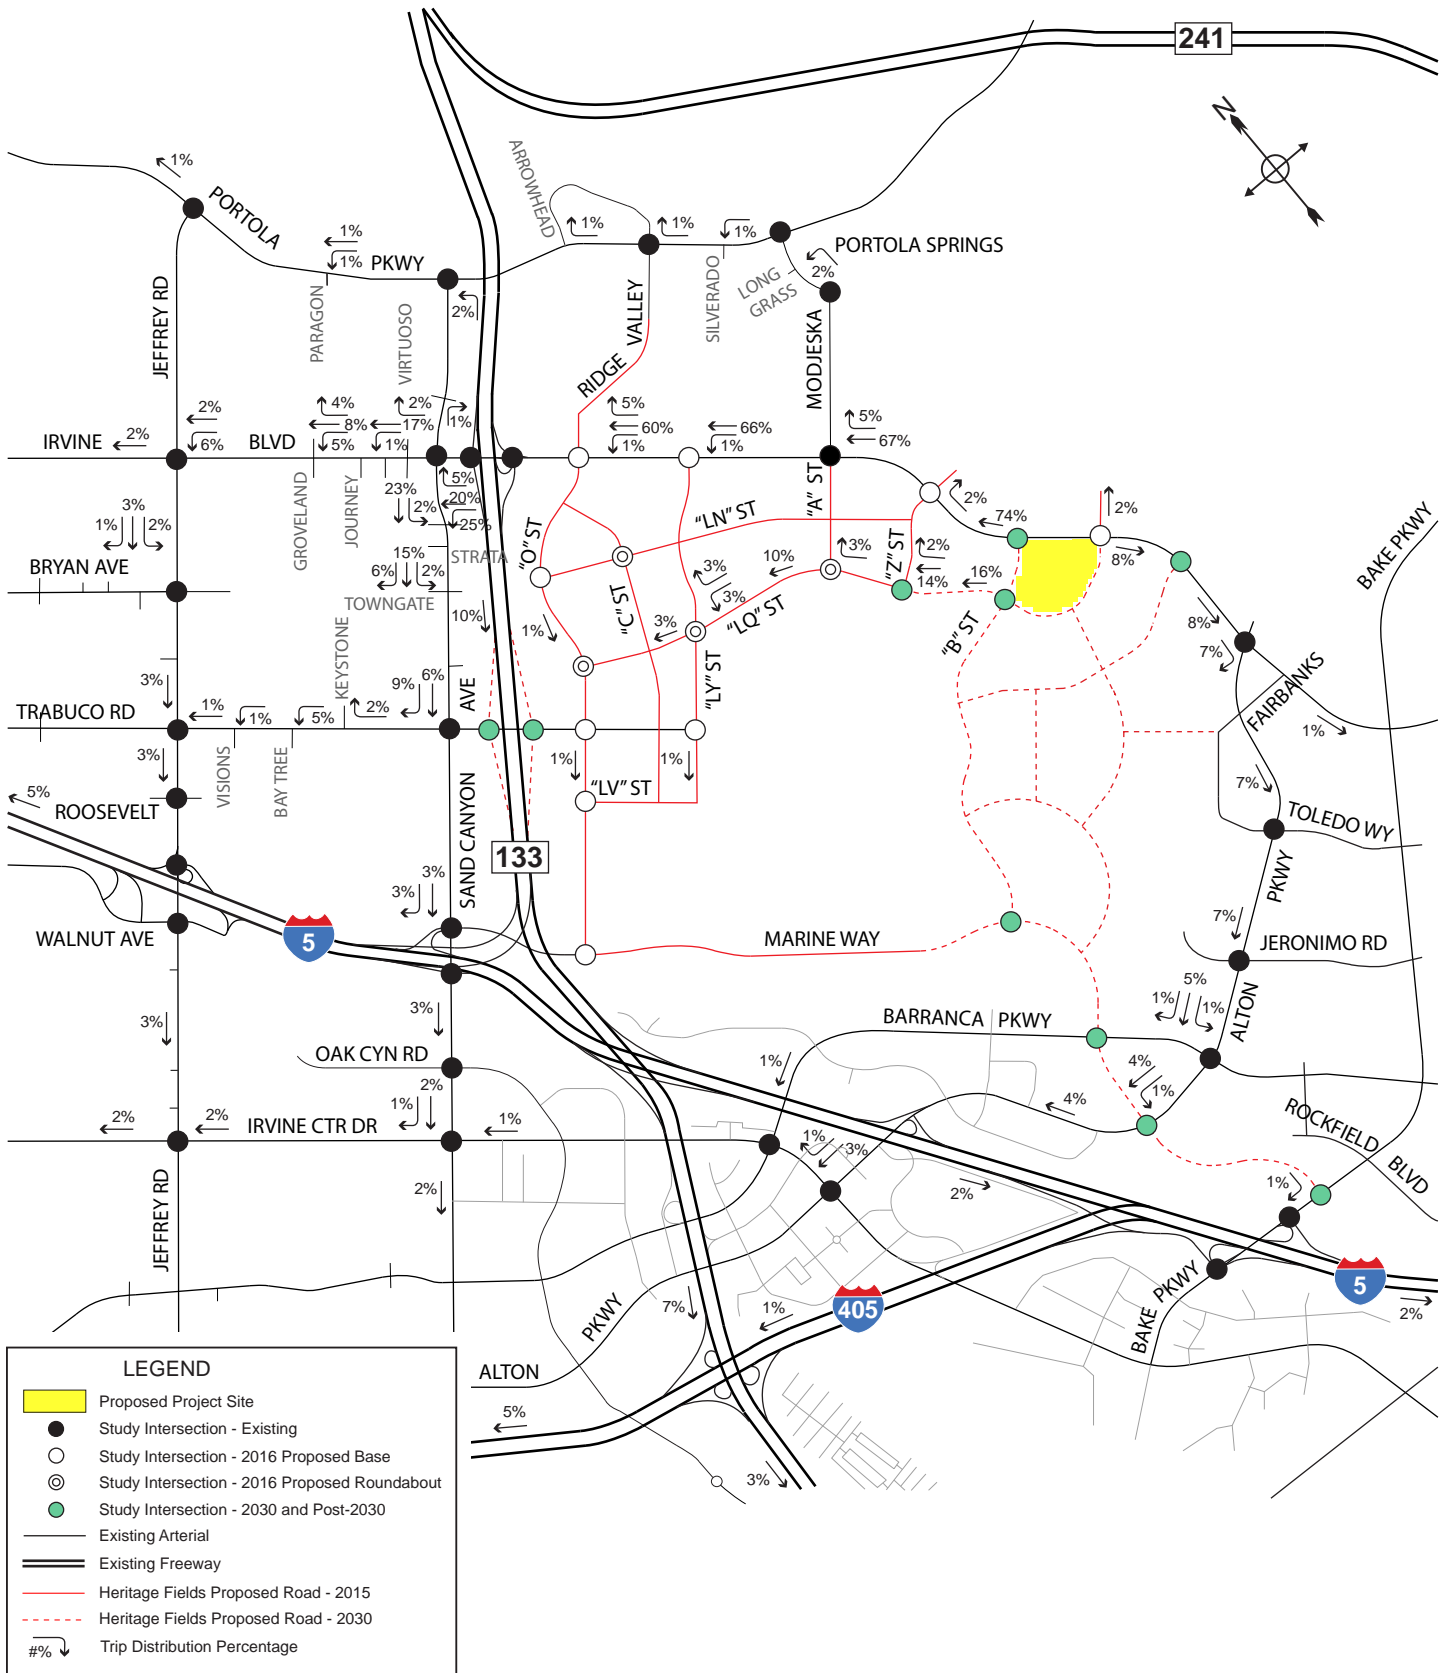 241
N
1%
PORTOLA
ARROWHEAD
1%
1%
1%
1%
1%
PKWY
PORTOLA SPRINGS
2%
LONG
GRASS
SILVERADO
JEFFREY RD
PARAGON
VIRTUOSO
2%
VALLEY
RIDGE
MODJESKA
2%
4%
2%
1%
5%
5%
2%
8%
17%
60%
66%
67%
IRVINE
6%
BLVD
5%
1%
1%
1%
GROVELAND
JOURNEY
23%
2%
5%
20%
25%
STRATA
"A" ST
2%
74%
2%
BAKE PKWY
3%
1%
2%
"LN" ST
"O" ST
BRYAN AVE
15%
6%
2%
TOWNGATE
10%
3%
"Z" ST
2%
14%
16%
8%
3%
3%
"C" ST
"LQ" ST
"B" ST
10%
1%
3%
8%
7%
KEYSTONE
AVE
"LY" ST
FAIRBANKS
3%
9%
6%
TRABUCO RD
1%
1%
5%
2%
1%
3%
VISIONS
BAY TREE
SAND CANYON
1%
1%
"LV" ST
7%
5%
ROOSEVELT
TOLEDO WY
133
PKWY
3%
3%
WALNUT AVE
5
MARINE WAY
7%
JERONIMO RD
5%
1%
1%
ALTON
3%
3%
BARRANCA PKWY
OAK CYN RD
1%
4%
1%
2%
1%
4%
ROCKFIELD
BLVD
2%
2%
IRVINE CTR DR
1%
1%
3%
JEFFREY RD
2%
2%
1%
BAKE PKWY
5
2%
7%
1%
405
PKWY
ALTON
5%
3%
LEGEND
Proposed Project Site
Study Intersection - Existing
Study Intersection - 2016 Proposed Base
Study Intersection - 2016 Proposed Roundabout
Study Intersection - 2030 and Post-2030
Existing Arterial
Existing Freeway
Heritage Fields Proposed Road - 2015
Heritage Fields Proposed Road - 2030
#% Trip Distribution Percentage